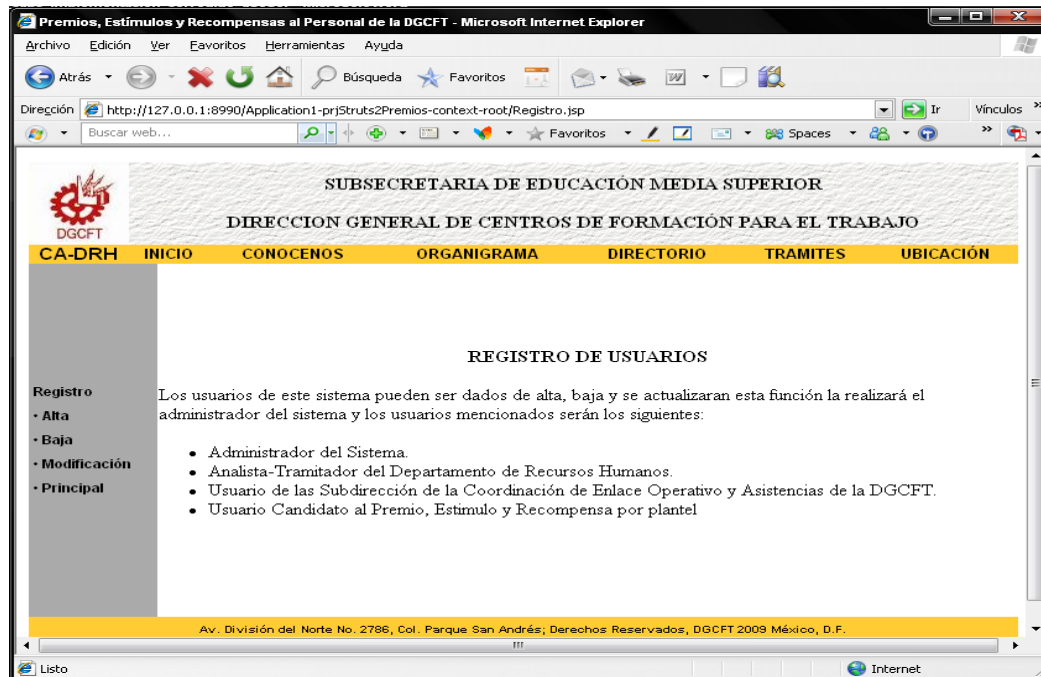 Premios, Estímulos y Recompensas al Personal de la DGCFT - Microsoft Internet Explorer
Archivo Edición Ver Favoritos Herramientas Ayuda
Atrás Búsqueda Favoritos
Dirección http://127.0.0.1:8990/Application1-prjStruts2Premios-context-root/Registro.jsp Ir Vínculos »
Buscar web... Favoritos Spaces »
SUBSECRETARIA DE EDUCACIÓN MEDIA SUPERIOR
DIRECCION GENERAL DE CENTROS DE FORMACIÓN PARA EL TRABAJO
DGCFT
CA-DRH INICIO CONOCENOS ORGANIGRAMA DIRECTORIO TRAMITES UBICACIÓN
REGISTRO DE USUARIOS
Registro
· Alta
· Baja
· Modificación
· Principal
Los usuarios de este sistema pueden ser dados de alta, baja y se actualizaran esta función la realizará el
administrador del sistema y los usuarios mencionados serán los siguientes:
• Administrador del Sistema.
• Analista-Tramitador del Departamento de Recursos Humanos.
• Usuario de las Subdirección de la Coordinación de Enlace Operativo y Asistencias de la DGCFT.
• Usuario Candidato al Premio, Estimulo y Recompensa por plantel
Av. División del Norte No. 2786, Col. Parque San Andrés; Derechos Reservados, DGCFT 2009 México, D.F.
Listo Internet